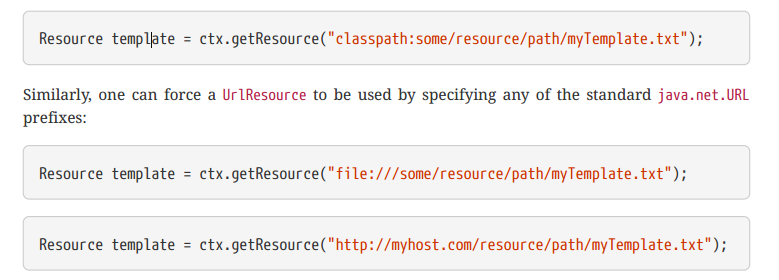 Resource template = ctx.getResource("classpath:some/resource/path/myTemplate.txt");
Similarly, one can force a UrlResource to be used by specifying any of the standard java.net.URL
prefixes:
Resource template = ctx.getResource("file:///some/resource/path/myTemplate.txt");
Resource template = ctx.getResource("http://myhost.com/resource/path/myTemplate.txt");